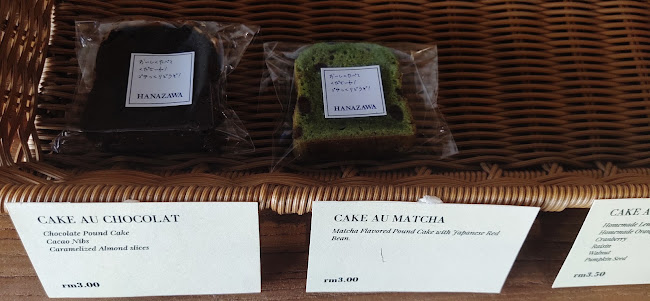 HANAZAWA
HANAZAWA
CAKE AU CHOCOLAT
Chocolate Pound Cake
Cacao Nibs
Caramelized Almond slices
rm3.00
CAKE AU MATCHA
Matcha Flavored Pound Cake with Japanese Red
Bean
rm3.00
CAKE AU
Homemade
Homemade
Cranberry
Raisin
Walnut
Pumpkin Seed
rm3.50